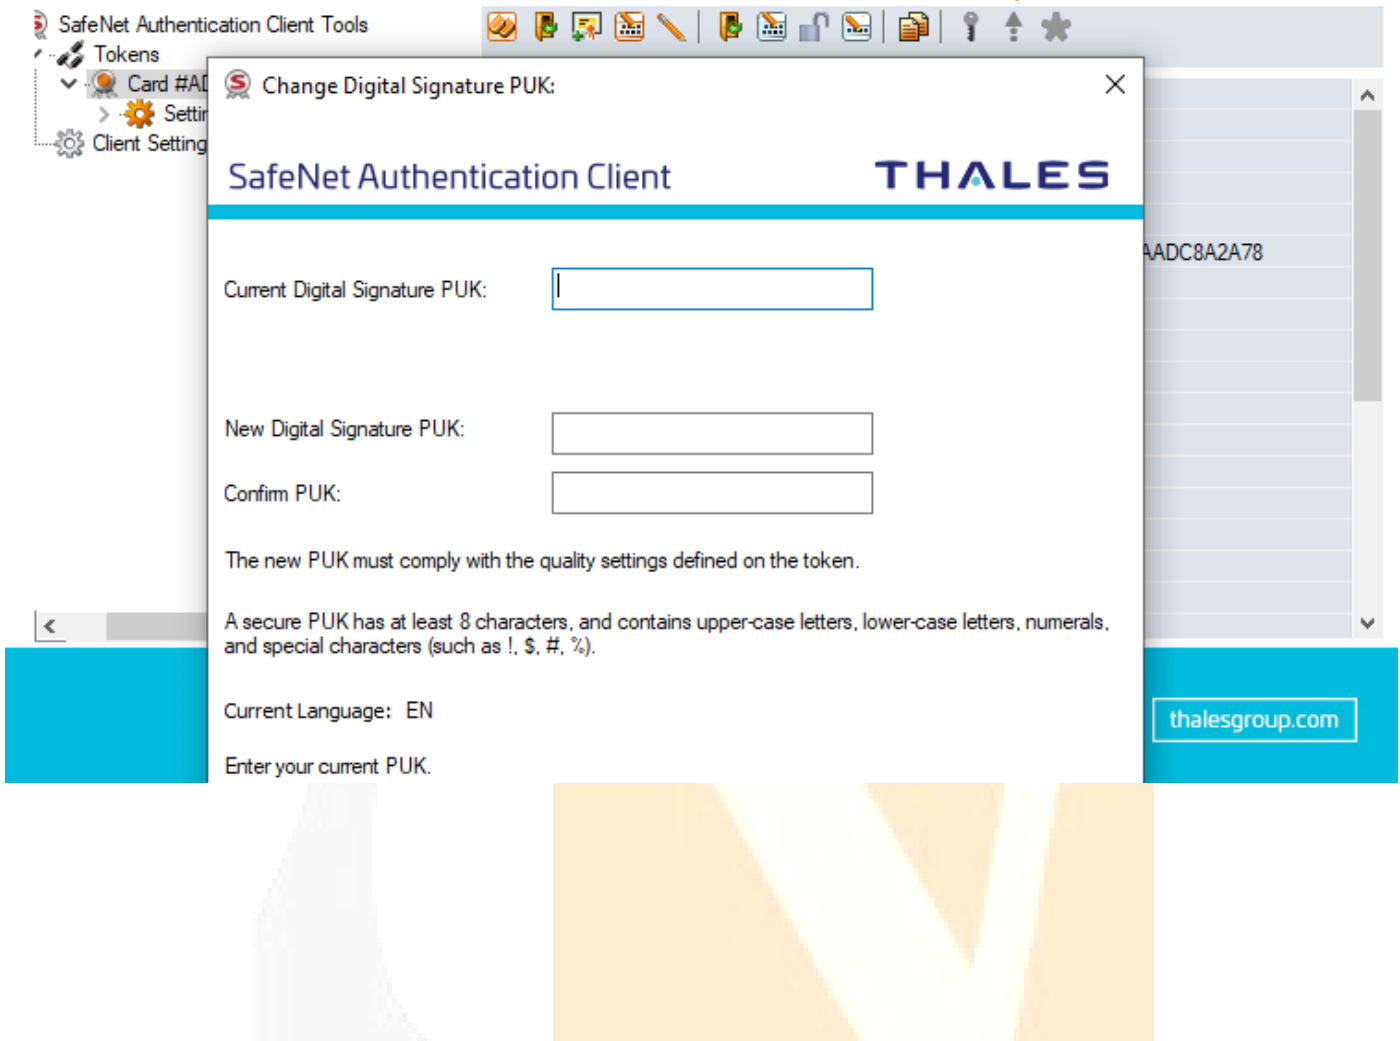 SafeNet Authentication Client Tools
Tokens
Card #AD
Settin
Client Setting
Change Digital Signature PUK:
SafeNet Authentication Client
THALES
AADC8A2A78
Current Digital Signature PUK:
New Digital Signature PUK:
Confirm PUK:
The new PUK must comply with the quality settings defined on the token.
A secure PUK has at least 8 characters, and contains upper-case letters, lower-case letters, numerals,
and special characters (such as !, $, #, %).
Current Language: EN
thalesgroup.com
Enter your current PUK.